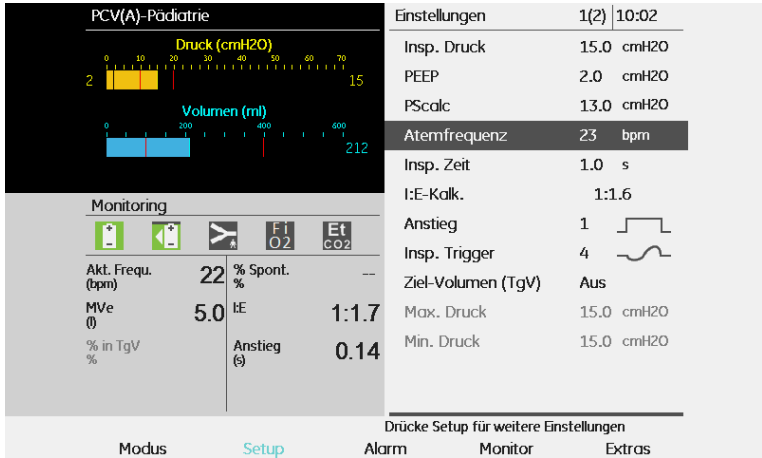 PCV(A)-Pädiatrie
Druck (cmH2O)
0 10 20 30 40 50 60 70
2 15
Volumen (ml)
0 200 400 600
212
Monitoring
Fi O2
Et CO2
Akt. Frequ. (bpm) 22
% Spont. % --
MVe (l) 5.0
I:E 1:1.7
% in TgV %
Anstieg (s) 0.14
Einstellungen 1(2) 10:02
Insp. Druck 15.0 cmH2O
PEEP 2.0 cmH2O
PScalc 13.0 cmH2O
Atemfrequenz 23 bpm
Insp. Zeit 1.0 s
I:E-Kalk. 1:1.6
Anstieg 1
Insp. Trigger 4
Ziel-Volumen (TgV) Aus
Max. Druck 15.0 cmH2O
Min. Druck 15.0 cmH2O
Drücke Setup für weitere Einstellungen
Modus Setup Alarm Monitor Extras